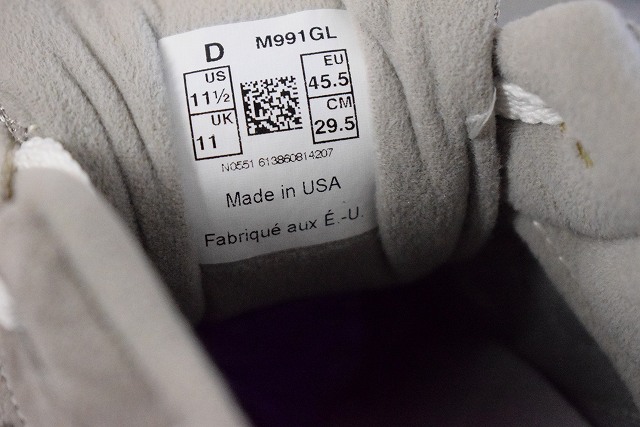 D M991GL
US EU
11½ 45.5
UK CM
11 29.5
N0551 613860814207
Made in USA
Fabriqué aux É.-U.